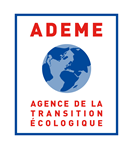 ADEME
AGENCE DE LA
TRANSITION
ÉCOLOGIQUE